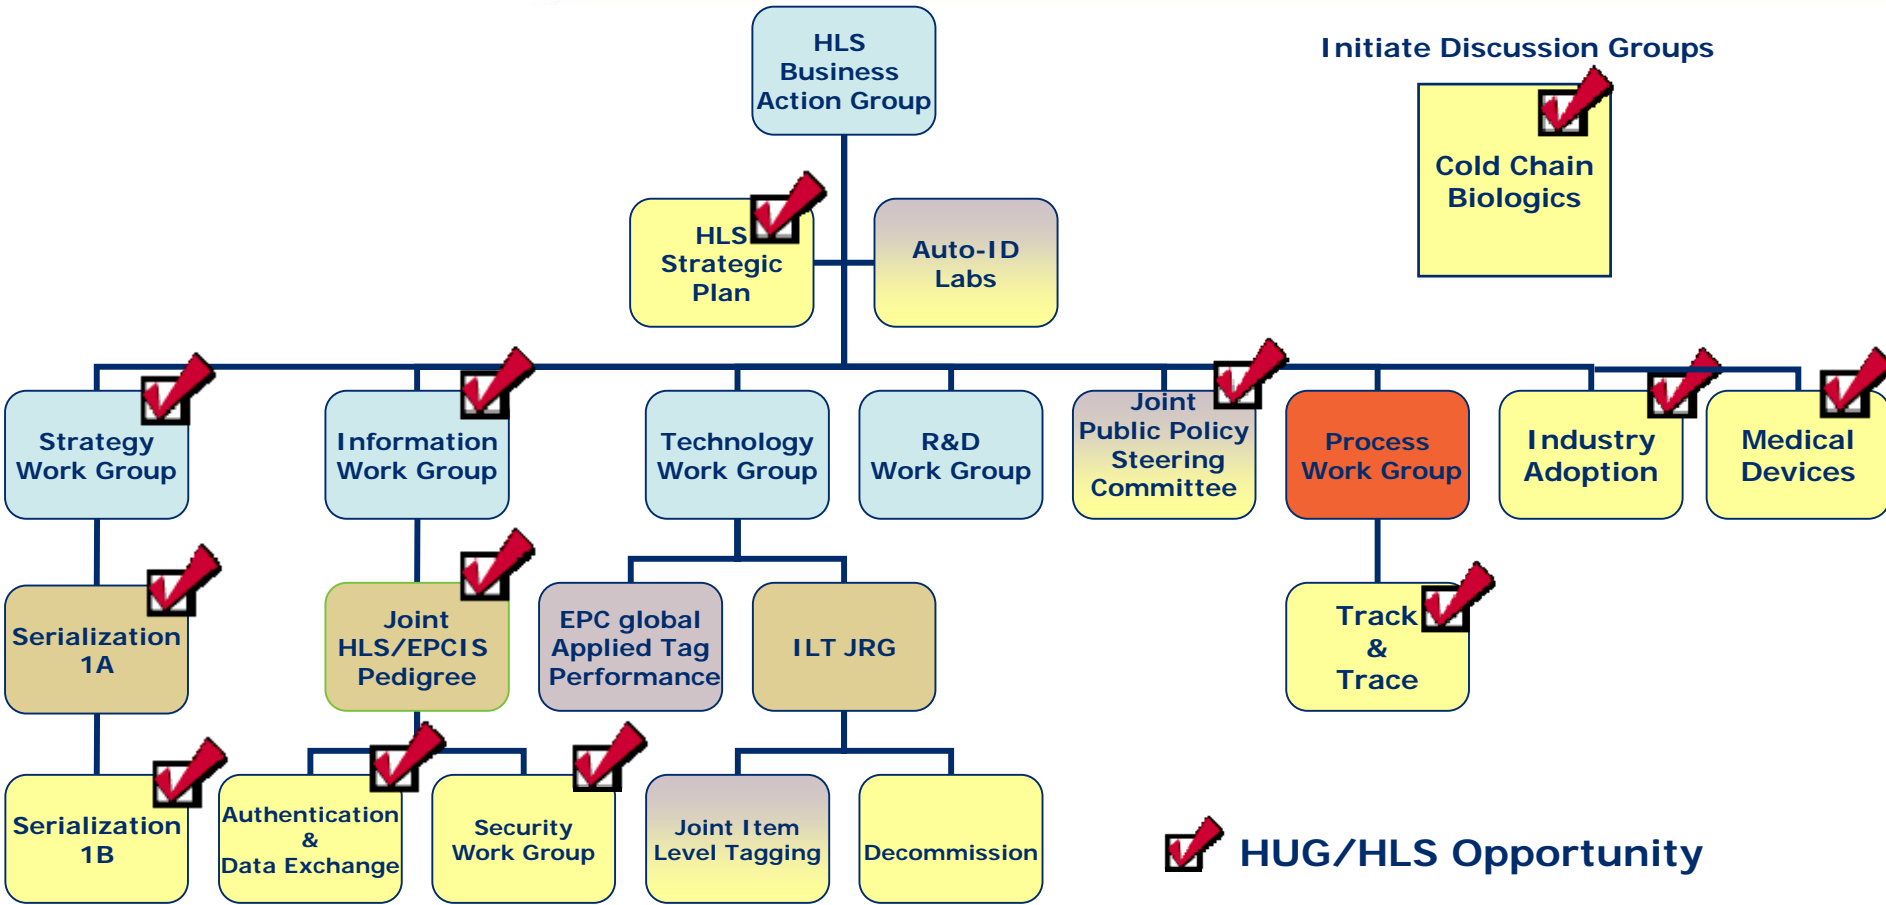 HLS
Business
Action Group
Initiate Discussion Groups
Cold Chain
Biologics
HLS
Strategic
Plan
Auto-ID
Labs
Strategy
Work Group
Information
Work Group
Technology
Work Group
R&D
Work Group
Joint
Public Policy
Steering
Committee
Process
Work Group
Industry
Adoption
Medical
Devices
Serialization
1A
Joint
HLS/EPCIS
Pedigree
EPC global
Applied Tag
Performance
ILT JRG
Track
&
Trace
Serialization
1B
Authentication
&
Data Exchange
Security
Work Group
Joint Item
Level Tagging
Decommission
HUG/HLS Opportunity